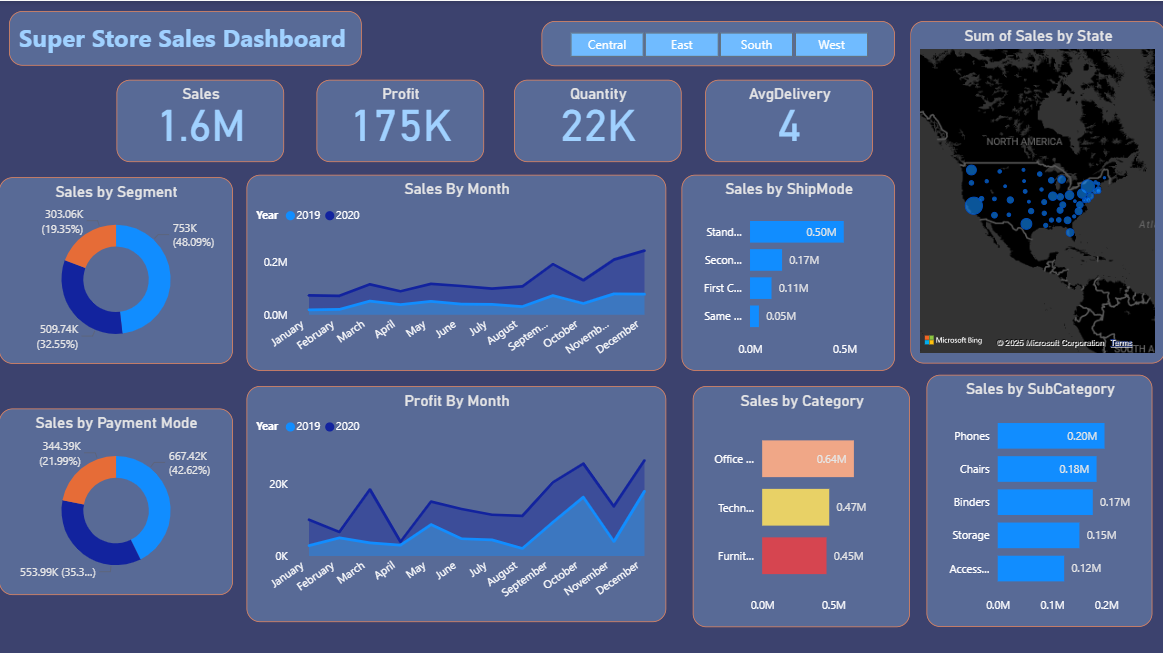 Super Store Sales Dashboard
Central East South West
Sales
1.6M
Profit
175K
Quantity
22K
AvgDelivery
4
Sum of Sales by State
NORTH AMERICA
Atl
SOUTH A
Microsoft Bing
© 2025 Microsoft Corporation Terms
Sales by Segment
303.06K
(19.35%)
753K
(48.09%)
509.74K
(32.55%)
Sales By Month
Year 2019 2020
0.2M
0.0M
January February March April May June July August Septem... October Novemb... December
Sales by ShipMode
Stand... 0.50M
Secon... 0.17M
First C... 0.11M
Same ... 0.05M
0.0M 0.5M
Sales by Payment Mode
344.39K
(21.99%)
667.42K
(42.62%)
553.99K (35.3...)
Profit By Month
Year 2019 2020
20K
0K
January February March April May June July August September October November December
Sales by Category
Office ... 0.64M
Techn... 0.47M
Furnit... 0.45M
0.0M 0.5M
Sales by SubCategory
Phones 0.20M
Chairs 0.18M
Binders 0.17M
Storage 0.15M
Access... 0.12M
0.0M 0.1M 0.2M